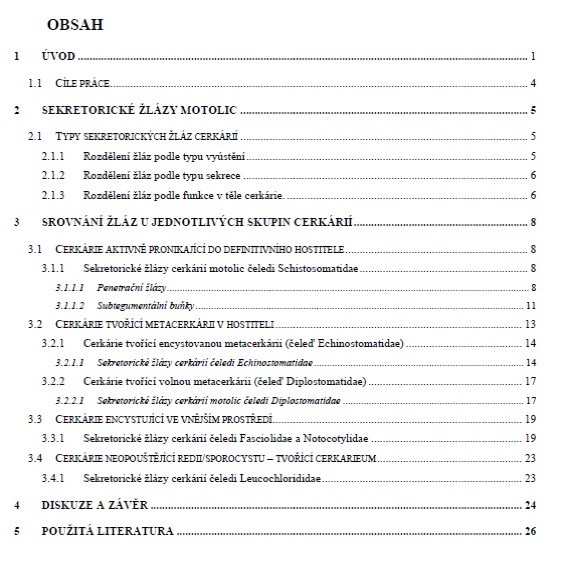 OBSAH
1 ÚVOD 1
1.1 CÍLE PRÁCE 4
2 SEKRETORICKÉ ŽLÁZY MOTOLIC 5
2.1 TYPY SEKRETORICKÝCH ŽLÁZ CERKÁRIÍ 5
2.1.1 Rozdělení žláz podle typu vyústění 5
2.1.2 Rozdělení žláz podle typu sekrece 6
2.1.3 Rozdělení žláz podle funkce v těle cerkárie. 6
3 SROVNÁNÍ ŽLÁZ U JEDNOTLIVÝCH SKUPIN CERKÁRIÍ 8
3.1 CERKÁRIE AKTIVNĚ PRONIKAJÍCÍ DO DEFINITIVNÍHO HOSTITELE 8
3.1.1 Sekretorické žlázy cerkárií motolic čeledi Schistosomatidae 8
3.1.1.1 Penetrační žlázy 8
3.1.1.2 Subtegumentální buňky 11
3.2 CERKÁRIE TVOŘÍCÍ METACERKÁRII V HOSTITELI 13
3.2.1 Cerkárie tvořící encystovanou metacerkárii (čeleď Echinostomatidae) 14
3.2.1.1 Sekretorické žlázy cerkárií čeledi Echinostomatidae 14
3.2.2 Cerkárie tvořící volnou metacerkárii (čeleď Diplostomatidae) 17
3.2.2.1 Sekretorické žlázy cerkárií motolic čeledi Diplostomatidae 17
3.3 CERKÁRIE ENCYSTUJÍCÍ VE VNĚJŠÍM PROSTŘEDÍ 19
3.3.1 Sekretorické žlázy cerkárií čeledi Fasciolidae a Notocotylidae 19
3.4 CERKÁRIE NEOPOUŠTĚJÍCÍ REDII/SPOROCYSTU – TVOŘÍCÍ CERKARIEUM 23
3.4.1 Sekretorické žlázy cerkárií čeledi Leucochlorididae 23
4 DISKUZE A ZÁVĚR 24
5 POUŽITÁ LITERATURA 26